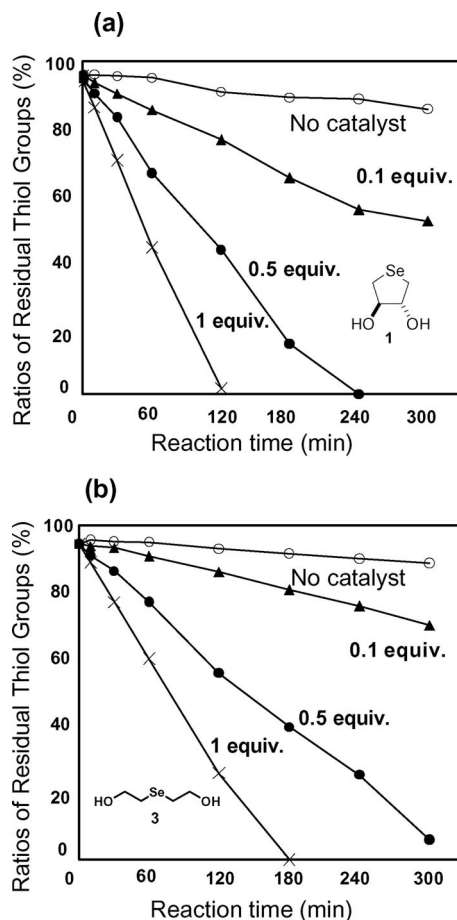 (a)
Ratios of Residual Thiol Groups (%)
100
80
60
40
20
0
No catalyst
0.1 equiv.
0.5 equiv.
1 equiv.
Se
HO
OH
1
0 60 120 180 240 300
Reaction time (min)
(b)
Ratios of Residual Thiol Groups (%)
100
80
60
40
20
0
No catalyst
0.1 equiv.
0.5 equiv.
1 equiv.
HO Se OH
3
0 60 120 180 240 300
Reaction time (min)